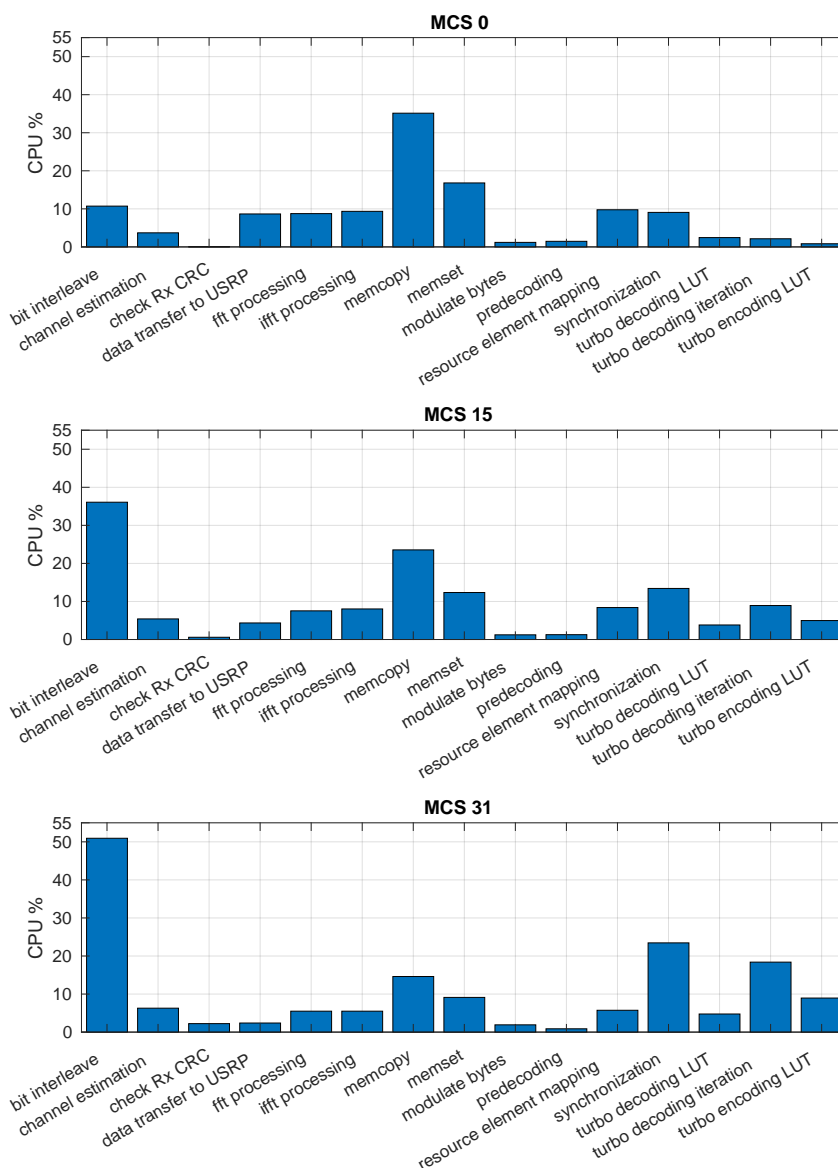 MCS 0
55
50
40
30
20
10
0
CPU %
bit interleave
channel estimation
check Rx CRC
data transfer to USRP
fft processing
ifft processing
memcopy
memset
modulate bytes
predecoding
resource element mapping
synchronization
turbo decoding LUT
turbo decoding iteration
turbo encoding LUT
MCS 15
55
50
40
30
20
10
0
CPU %
bit interleave
channel estimation
check Rx CRC
data transfer to USRP
fft processing
ifft processing
memcopy
memset
modulate bytes
predecoding
resource element mapping
synchronization
turbo decoding LUT
turbo decoding iteration
turbo encoding LUT
MCS 31
55
50
40
30
20
10
0
CPU %
bit interleave
channel estimation
check Rx CRC
data transfer to USRP
fft processing
ifft processing
memcopy
memset
modulate bytes
predecoding
resource element mapping
synchronization
turbo decoding LUT
turbo decoding iteration
turbo encoding LUT